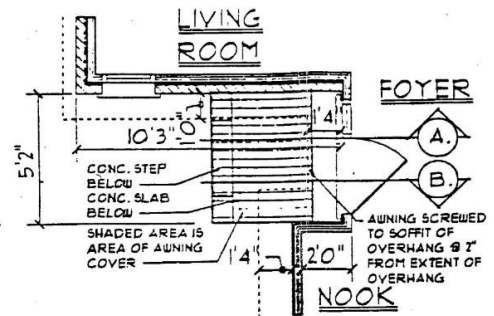 LIVING
ROOM
FOYER
1'4
1'0"
10'3"
5'2"
A.
B.
CONC. STEP
BELOW
CONC. SLAB
BELOW
SHADED AREA IS
AREA OF AWNING
COVER
1'4"
2'0"
AWNING SCREWED
TO SOFFIT OF
OVERHANG @ 2"
FROM EXTENT OF
OVERHANG
NOOK